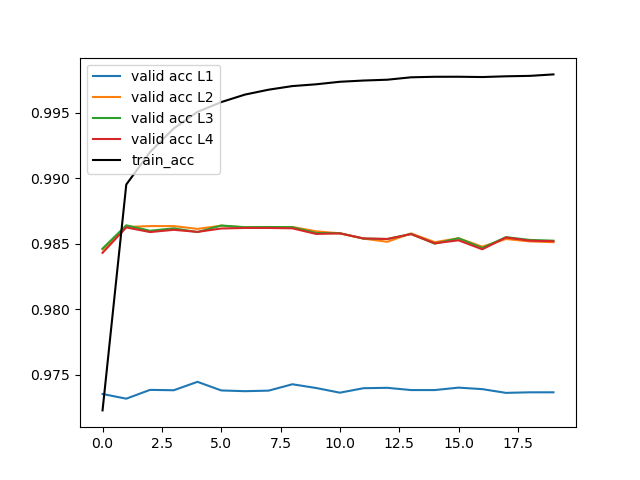 valid acc L1
valid acc L2
valid acc L3
valid acc L4
train_acc
0.995
0.990
0.985
0.980
0.975
0.0 2.5 5.0 7.5 10.0 12.5 15.0 17.5